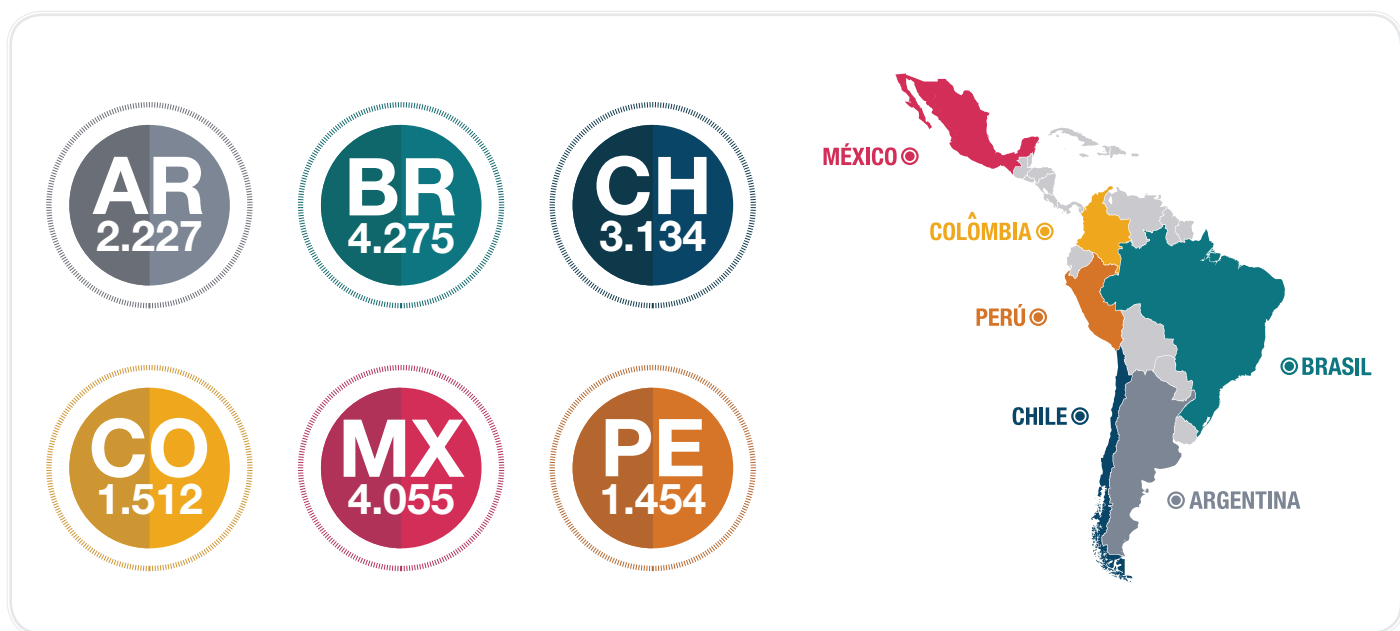 AR
2.227
BR
4.275
CH
3.134
CO
1.512
MX
4.055
PE
1.454
MÉXICO
COLÔMBIA
PERÚ
BRASIL
CHILE
ARGENTINA